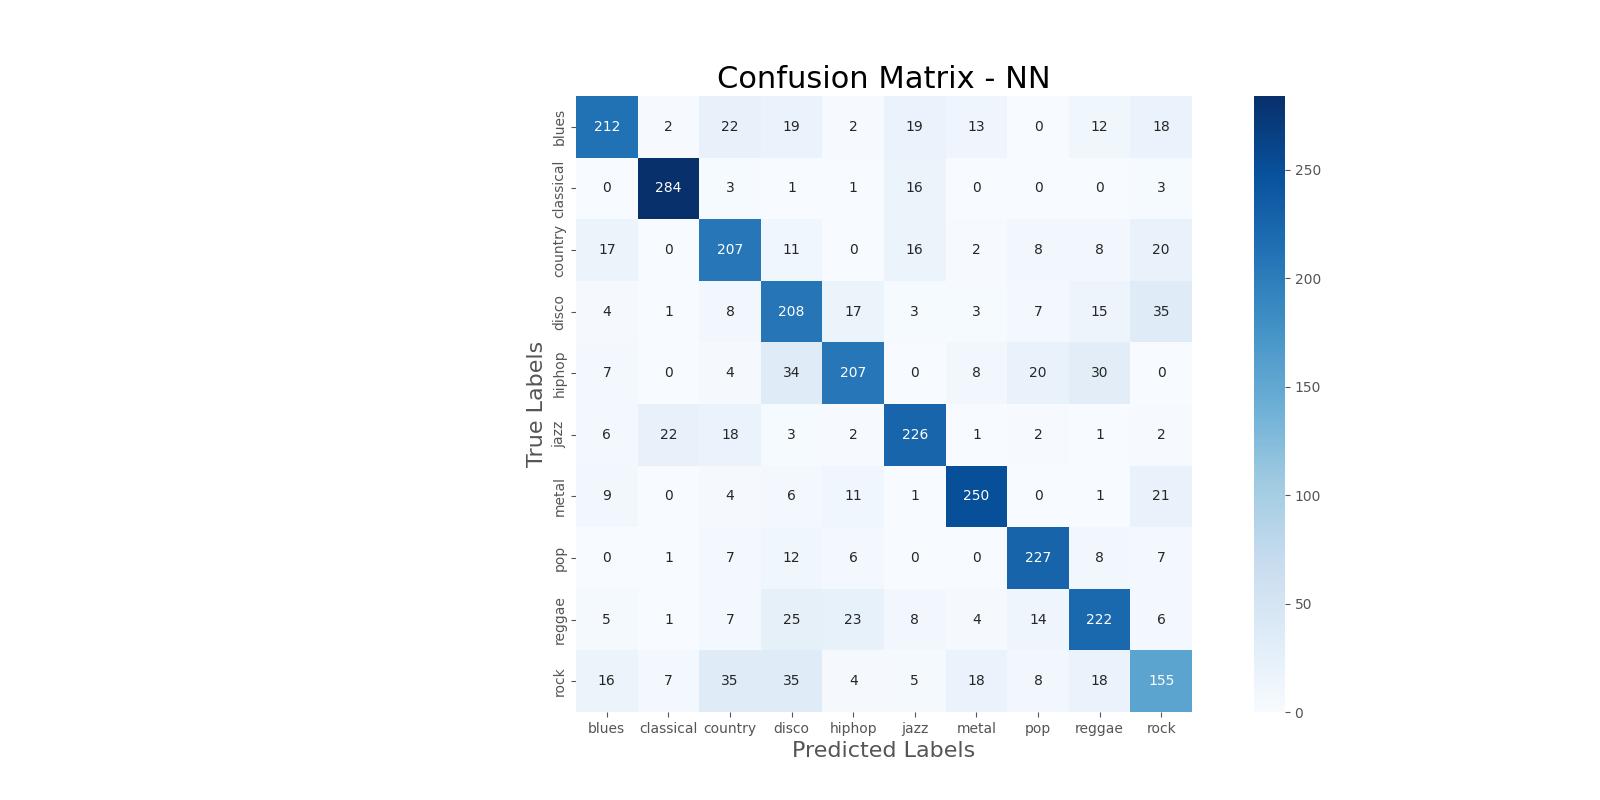 Confusion Matrix - NN
blues 212 2 22 19 2 19 13 0 12 18
classical 0 284 3 1 1 16 0 0 0 3
country 17 0 207 11 0 16 2 8 8 20
disco 4 1 8 208 17 3 3 7 15 35
hiphop 7 0 4 34 207 0 8 20 30 0
jazz 6 22 18 3 2 226 1 2 1 2
metal 9 0 4 6 11 1 250 0 1 21
pop 0 1 7 12 6 0 0 227 8 7
reggae 5 1 7 25 23 8 4 14 222 6
rock 16 7 35 35 4 5 18 8 18 155
True Labels
blues classical country disco hiphop jazz metal pop reggae rock
Predicted Labels
250
200
150
100
50
0